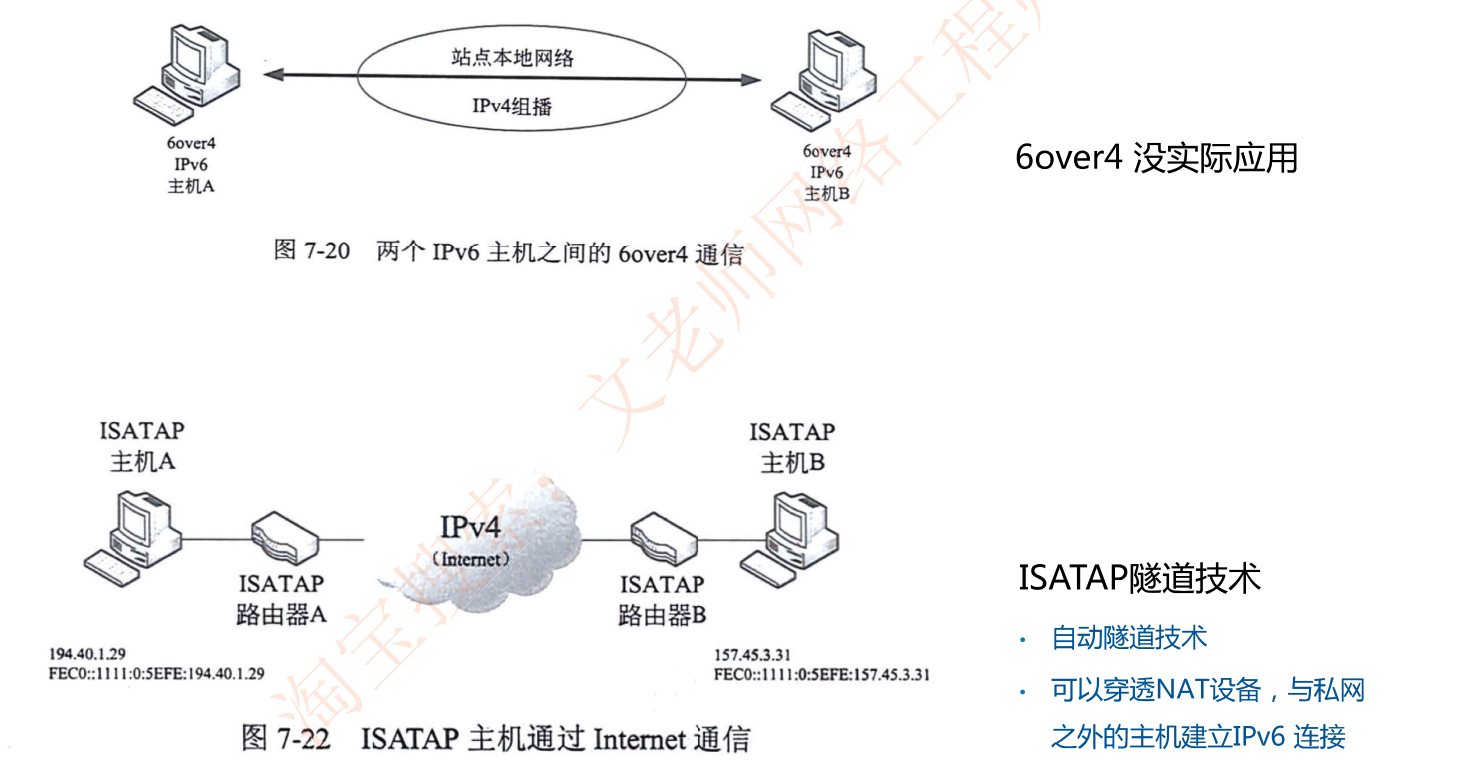 站点本地网络
IPv4组播
6over4
IPv6
主机A
6over4
IPv6
主机B
6over4 没实际应用
图 7-20 两个 IPv6 主机之间的 6over4 通信
ISATAP
主机A
ISATAP
主机B
IPv4
(Internet)
ISATAP
路由器A
ISATAP
路由器B
194.40.1.29
FEC0::1111:0:5EFE:194.40.1.29
157.45.3.31
FEC0::1111:0:5EFE:157.45.3.31
图 7-22 ISATAP 主机通过 Internet 通信
ISATAP隧道技术
• 自动隧道技术
• 可以穿透NAT设备，与私网
之外的主机建立IPv6 连接
淘宝搜索：文老师网络工程师